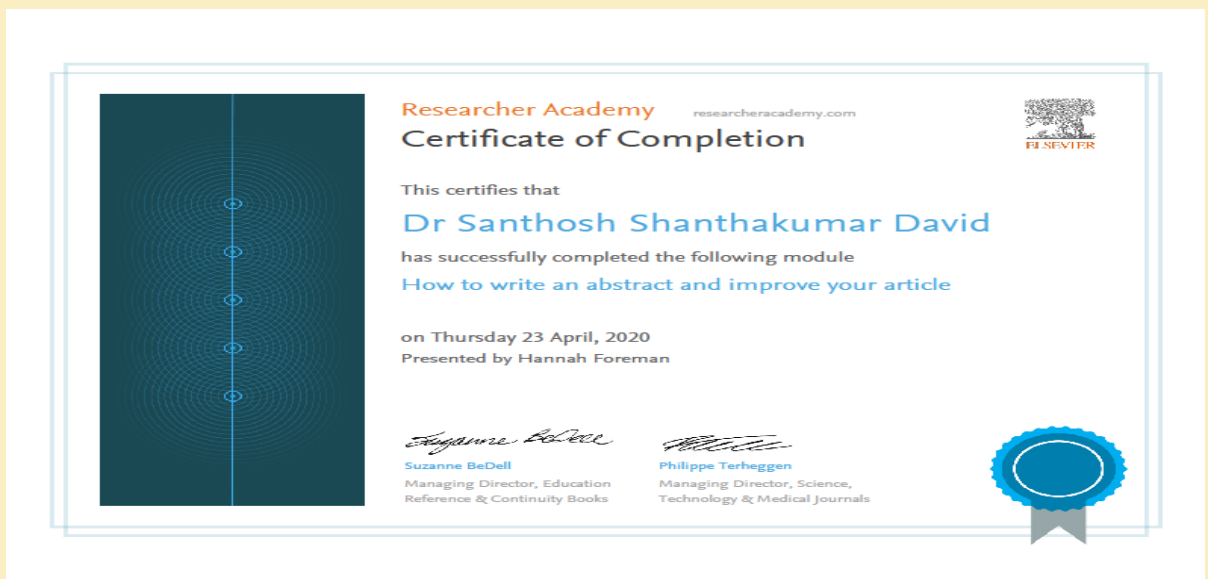 Researcher Academy researcheracademy.com
Certificate of Completion
ELSEVIER
This certifies that
Dr Santhosh Shanthakumar David
has successfully completed the following module
How to write an abstract and improve your article
on Thursday 23 April, 2020
Presented by Hannah Foreman
Suzanne BeDell
Suzanne BeDell
Managing Director, Education
Reference & Continuity Books
Philippe Terheggen
Managing Director, Science,
Technology & Medical Journals